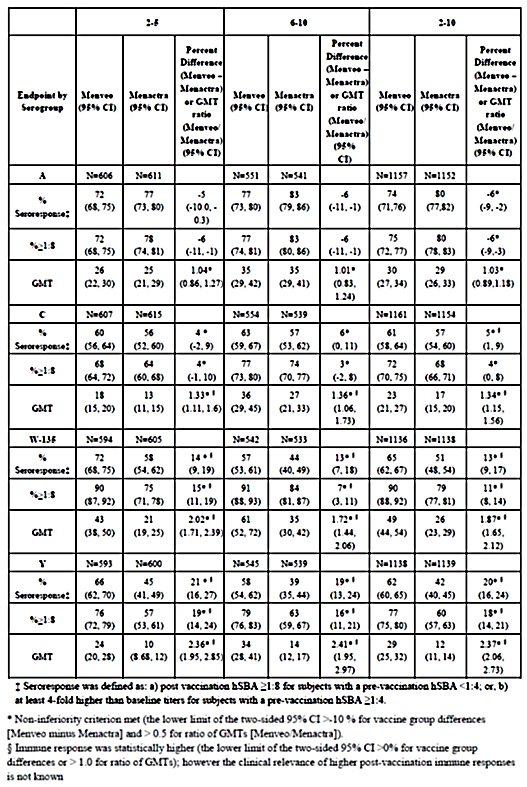 2-5 6-10 2-10
Endpoint by Serogroup Menveo (95% CI) Menactra (95% CI) Percent Difference (Menveo – Menactra) or GMT ratio (Menveo/ Menactra) (95% CI) Menveo (95% CI) Menactra (95% CI) Percent Difference (Menveo – Menactra) or GMT ratio (Menveo/ Menactra) (95% CI) Menveo (95% CI) Menactra (95% CI) Percent Difference (Menveo – Menactra) or GMT ratio (Menveo/ Menactra) (95% CI)
A N=606 N=611 N=551 N=541 N=1157 N=1152
% 72 77 -5 77 83 -6 74 80 -6*
Seroresponse‡ (68, 75) (73, 80) (-10.0, -0.3) (73, 80) (79, 86) (-11, -1) (71,76) (77,82) (-9, -2)
%≥1:8 72 78 -6 77 83 -6 75 80 -6*
(68, 75) (74, 81) (-11, -1) (74, 81) (80, 86) (-11, -1) (72, 77) (78, 83) (-9,-3)
GMT 26 25 1.04* 35 35 1.01* 30 29 1.03*
(22, 30) (21, 29) (0.86, 1.27) (29, 42) (29, 41) (0.83, 1.24) (27, 34) (26, 33) (0.89,1.18)
C N=607 N=615 N=554 N=539 N=1161 N=1154
% 60 56 4* 63 57 6* 61 57 5* §
Seroresponse‡ (56, 64) (52, 60) (-2, 9) (59, 67) (53, 62) (0, 11) (58, 64) (54, 60) (1, 9)
%≥1:8 68 64 4* 77 74 3* 72 68 4*
(64, 72) (60, 68) (-1, 10) (73, 80) (70, 77) (-2, 8) (70, 75) (66, 71) (0, 8)
GMT 18 13 1.33* § 36 27 1.36* § 23 17 1.34* §
(15, 20) (11, 15) (1.11, 1.6) (29, 45) (21, 33) (1.06, 1.73) (21, 27) (15, 20) (1.15, 1.56)
W-135 N=594 N=605 N=542 N=533 N=1136 N=1138
% 72 58 14* § 57 44 13* § 65 51 13* §
Seroresponse‡ (68, 75) (54, 62) (9, 19) (53, 61) (40, 49) (7, 18) (62, 67) (48, 54) (9, 17)
%≥1:8 90 75 15* § 91 84 7* § 90 79 11* §
(87, 92) (71, 78) (11, 19) (88, 93) (81, 87) (3, 11) (88, 92) (77, 81) (8, 14)
GMT 43 21 2.02* § 61 35 1.72* § 49 26 1.87* §
(38, 50) (19, 25) (1.71, 2.39) (52, 72) (30, 42) (1.44, 2.06) (44, 54) (23, 29) (1.65, 2.12)
Y N=593 N=600 N=545 N=539 N=1138 N=1139
% 66 45 21* § 58 39 19* § 62 42 20* §
Seroresponse‡ (62, 70) (41, 49) (16, 27) (54, 62) (35, 44) (13, 24) (60, 65) (40, 45) (16, 24)
%≥1:8 76 57 19* § 79 63 16* § 77 60 18* §
(72, 79) (53, 61) (14, 24) (76, 83) (59, 67) (11, 21) (75, 80) (57, 63) (14, 21)
GMT 24 10 2.36* § 34 14 2.41* § 29 12 2.37* §
(20, 28) (8.68, 12) (1.95, 2.85) (28, 41) (12, 17) (1.95, 2.97) (25, 32) (11, 14) (2.06, 2.73)
‡ Seroresponse was defined as: a) post vaccination hSBA ≥1:8 for subjects with a pre-vaccination hSBA <1:4; or, b)
at least 4-fold higher than baseline titers for subjects with a pre-vaccination hSBA ≥1:4.
* Non-inferiority criterion met (the lower limit of the two-sided 95% CI >-10 % for vaccine group differences
[Menveo minus Menactra] and > 0.5 for ratio of GMTs [Menveo/Menactra]).
§ Immune response was statistically higher (the lower limit of the two-sided 95% CI >0% for vaccine group
differences or > 1.0 for ratio of GMTs); however the clinical relevance of higher post-vaccination immune responses
is not known